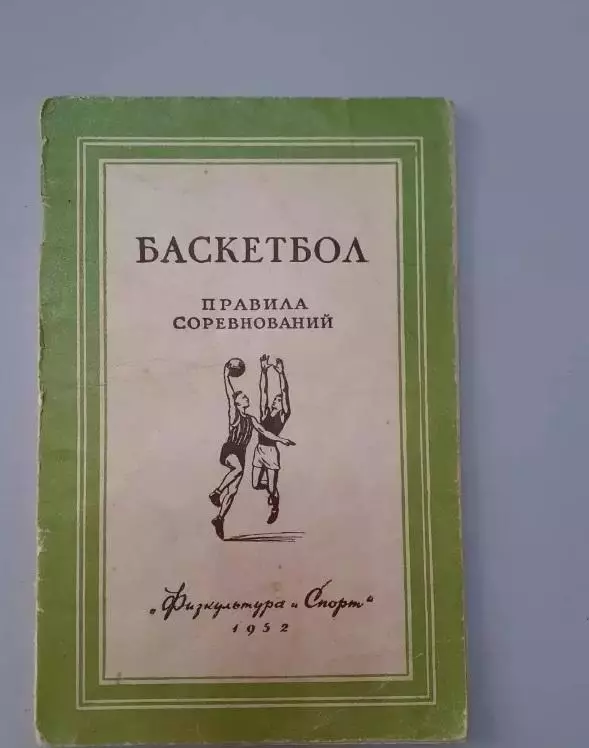 БАСКЕТБОЛ
ПРАВИЛА
СОРЕВНОВАНИЙ
„Физкультура и Спорт“
1952